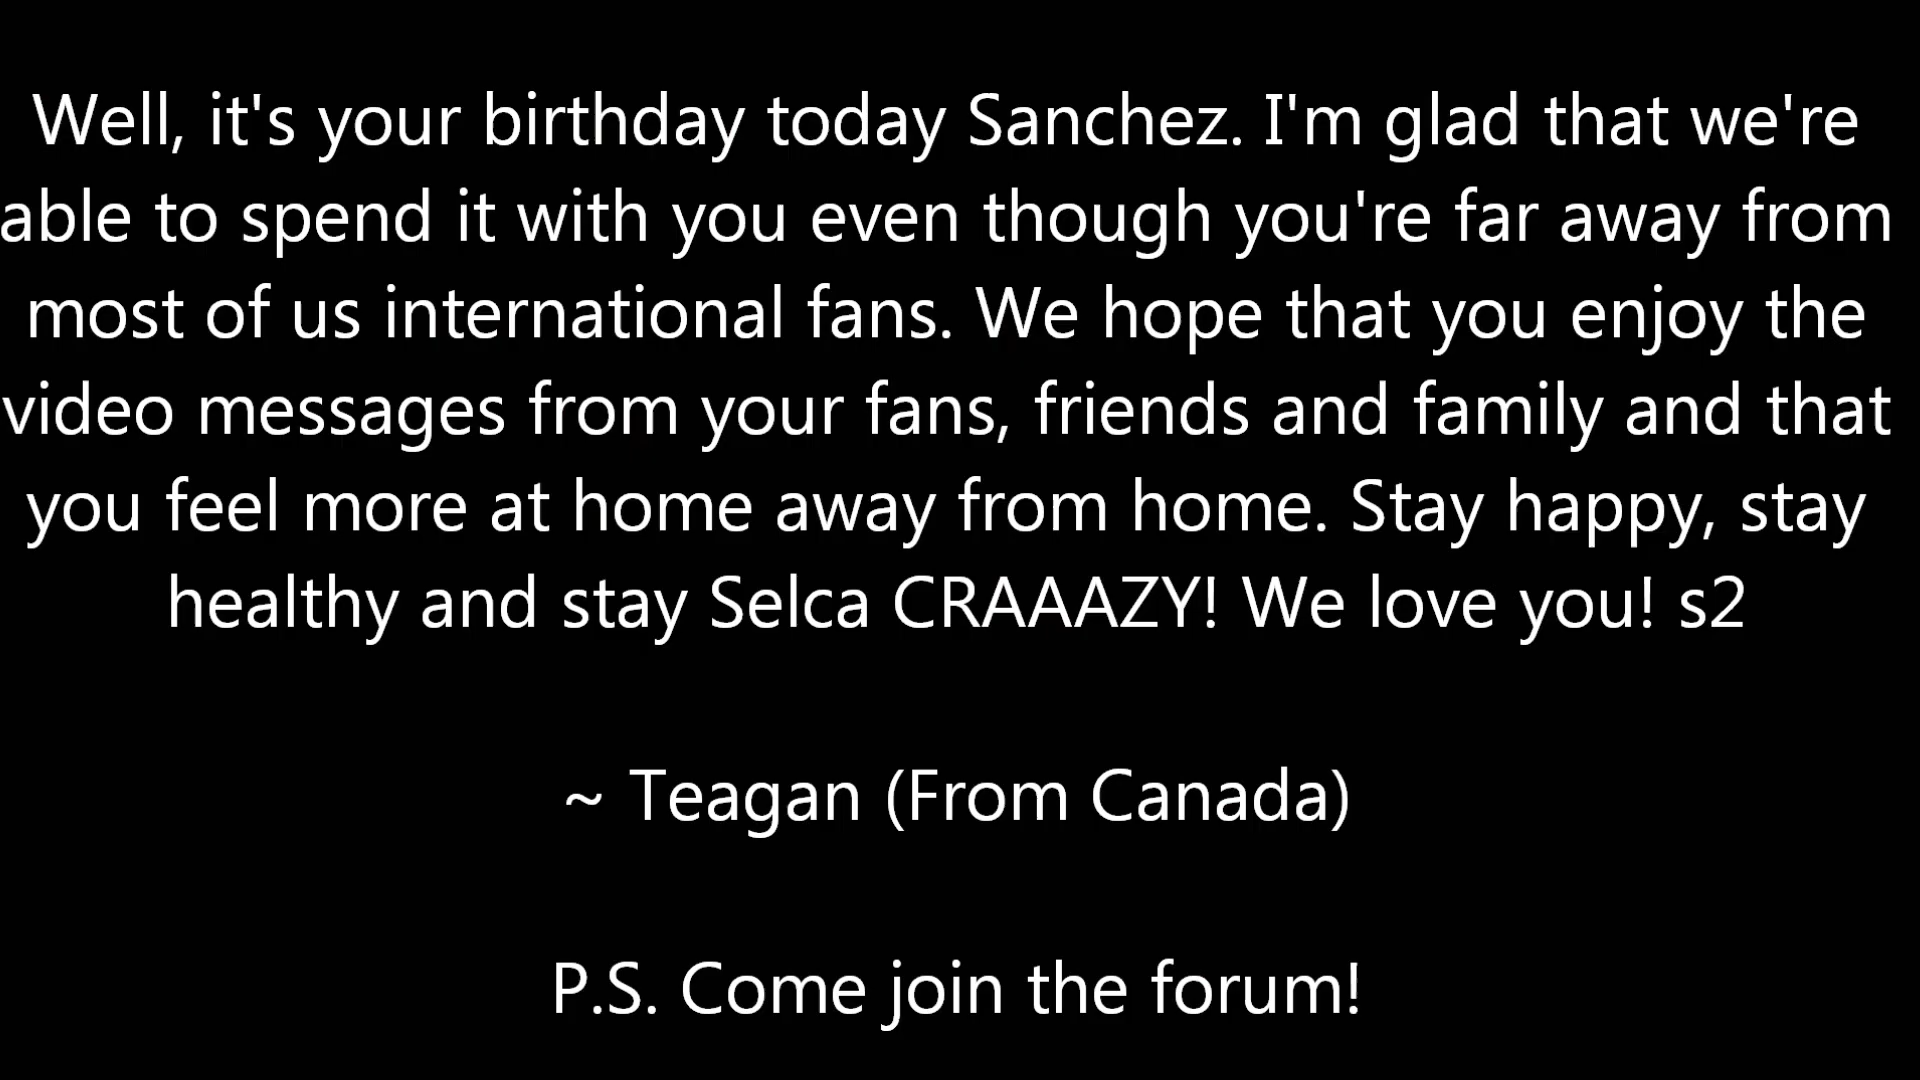 Well, it's your birthday today Sanchez. I'm glad that we're
able to spend it with you even though you're far away from
most of us international fans. We hope that you enjoy the
video messages from your fans, friends and family and that
you feel more at home away from home. Stay happy, stay
healthy and stay Selca CRAAAZY! We love you! s2
~ Teagan (From Canada)
P.S. Come join the forum!